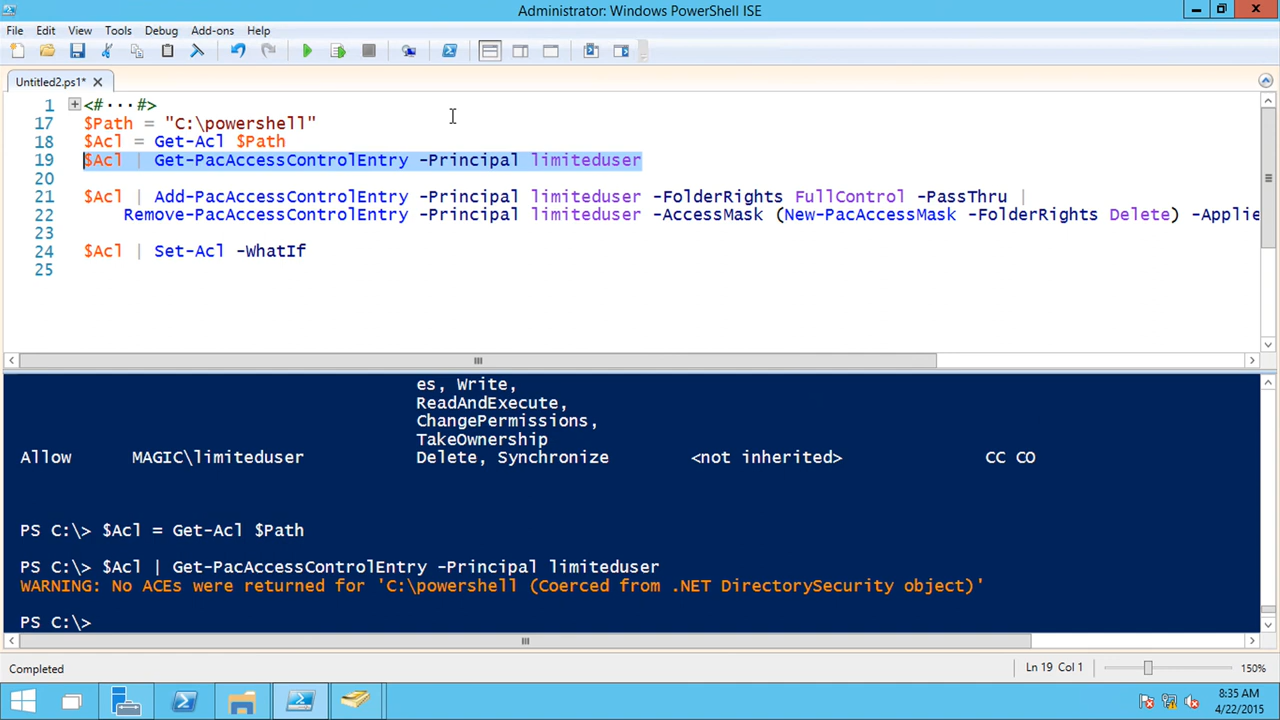 Administrator: Windows PowerShell ISE
File Edit View Tools Debug Add-ons Help
Untitled2.ps1*
1 <#···#>
17 $Path = "C:\powershell"
18 $Acl = Get-Acl $Path
19 $Acl | Get-PacAccessControlEntry -Principal limiteduser
20
21 $Acl | Add-PacAccessControlEntry -Principal limiteduser -FolderRights FullControl -PassThru |
22 Remove-PacAccessControlEntry -Principal limiteduser -AccessMask (New-PacAccessMask -FolderRights Delete) -Applie
23
24 $Acl | Set-Acl -WhatIf
25
es, Write,
ReadAndExecute,
ChangePermissions,
TakeOwnership
Allow MAGIC\limiteduser Delete, Synchronize <not inherited> CC CO
PS C:\> $Acl = Get-Acl $Path
PS C:\> $Acl | Get-PacAccessControlEntry -Principal limiteduser
WARNING: No ACEs were returned for 'C:\powershell (Coerced from .NET DirectorySecurity object)'
PS C:\>
Completed Ln 19 Col 1 150%
8:35 AM
4/22/2015